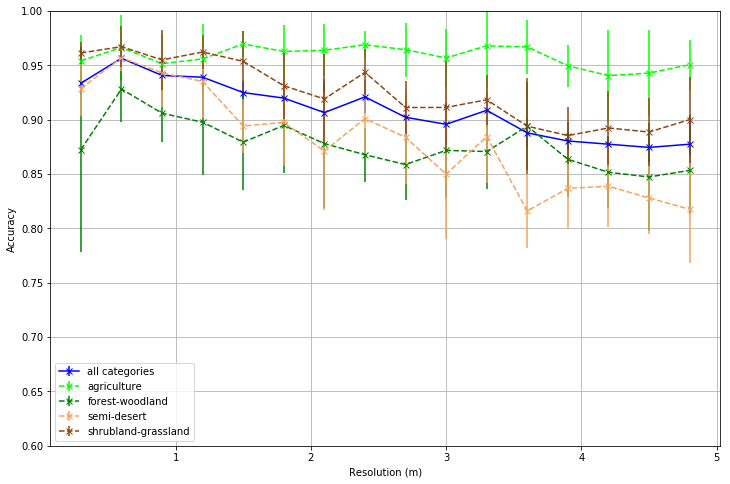 1.00
0.95
0.90
0.85
0.80
0.75
0.70
0.65
0.60
Accuracy
all categories
agriculture
forest-woodland
semi-desert
shrubland-grassland
1 2 3 4 5
Resolution (m)